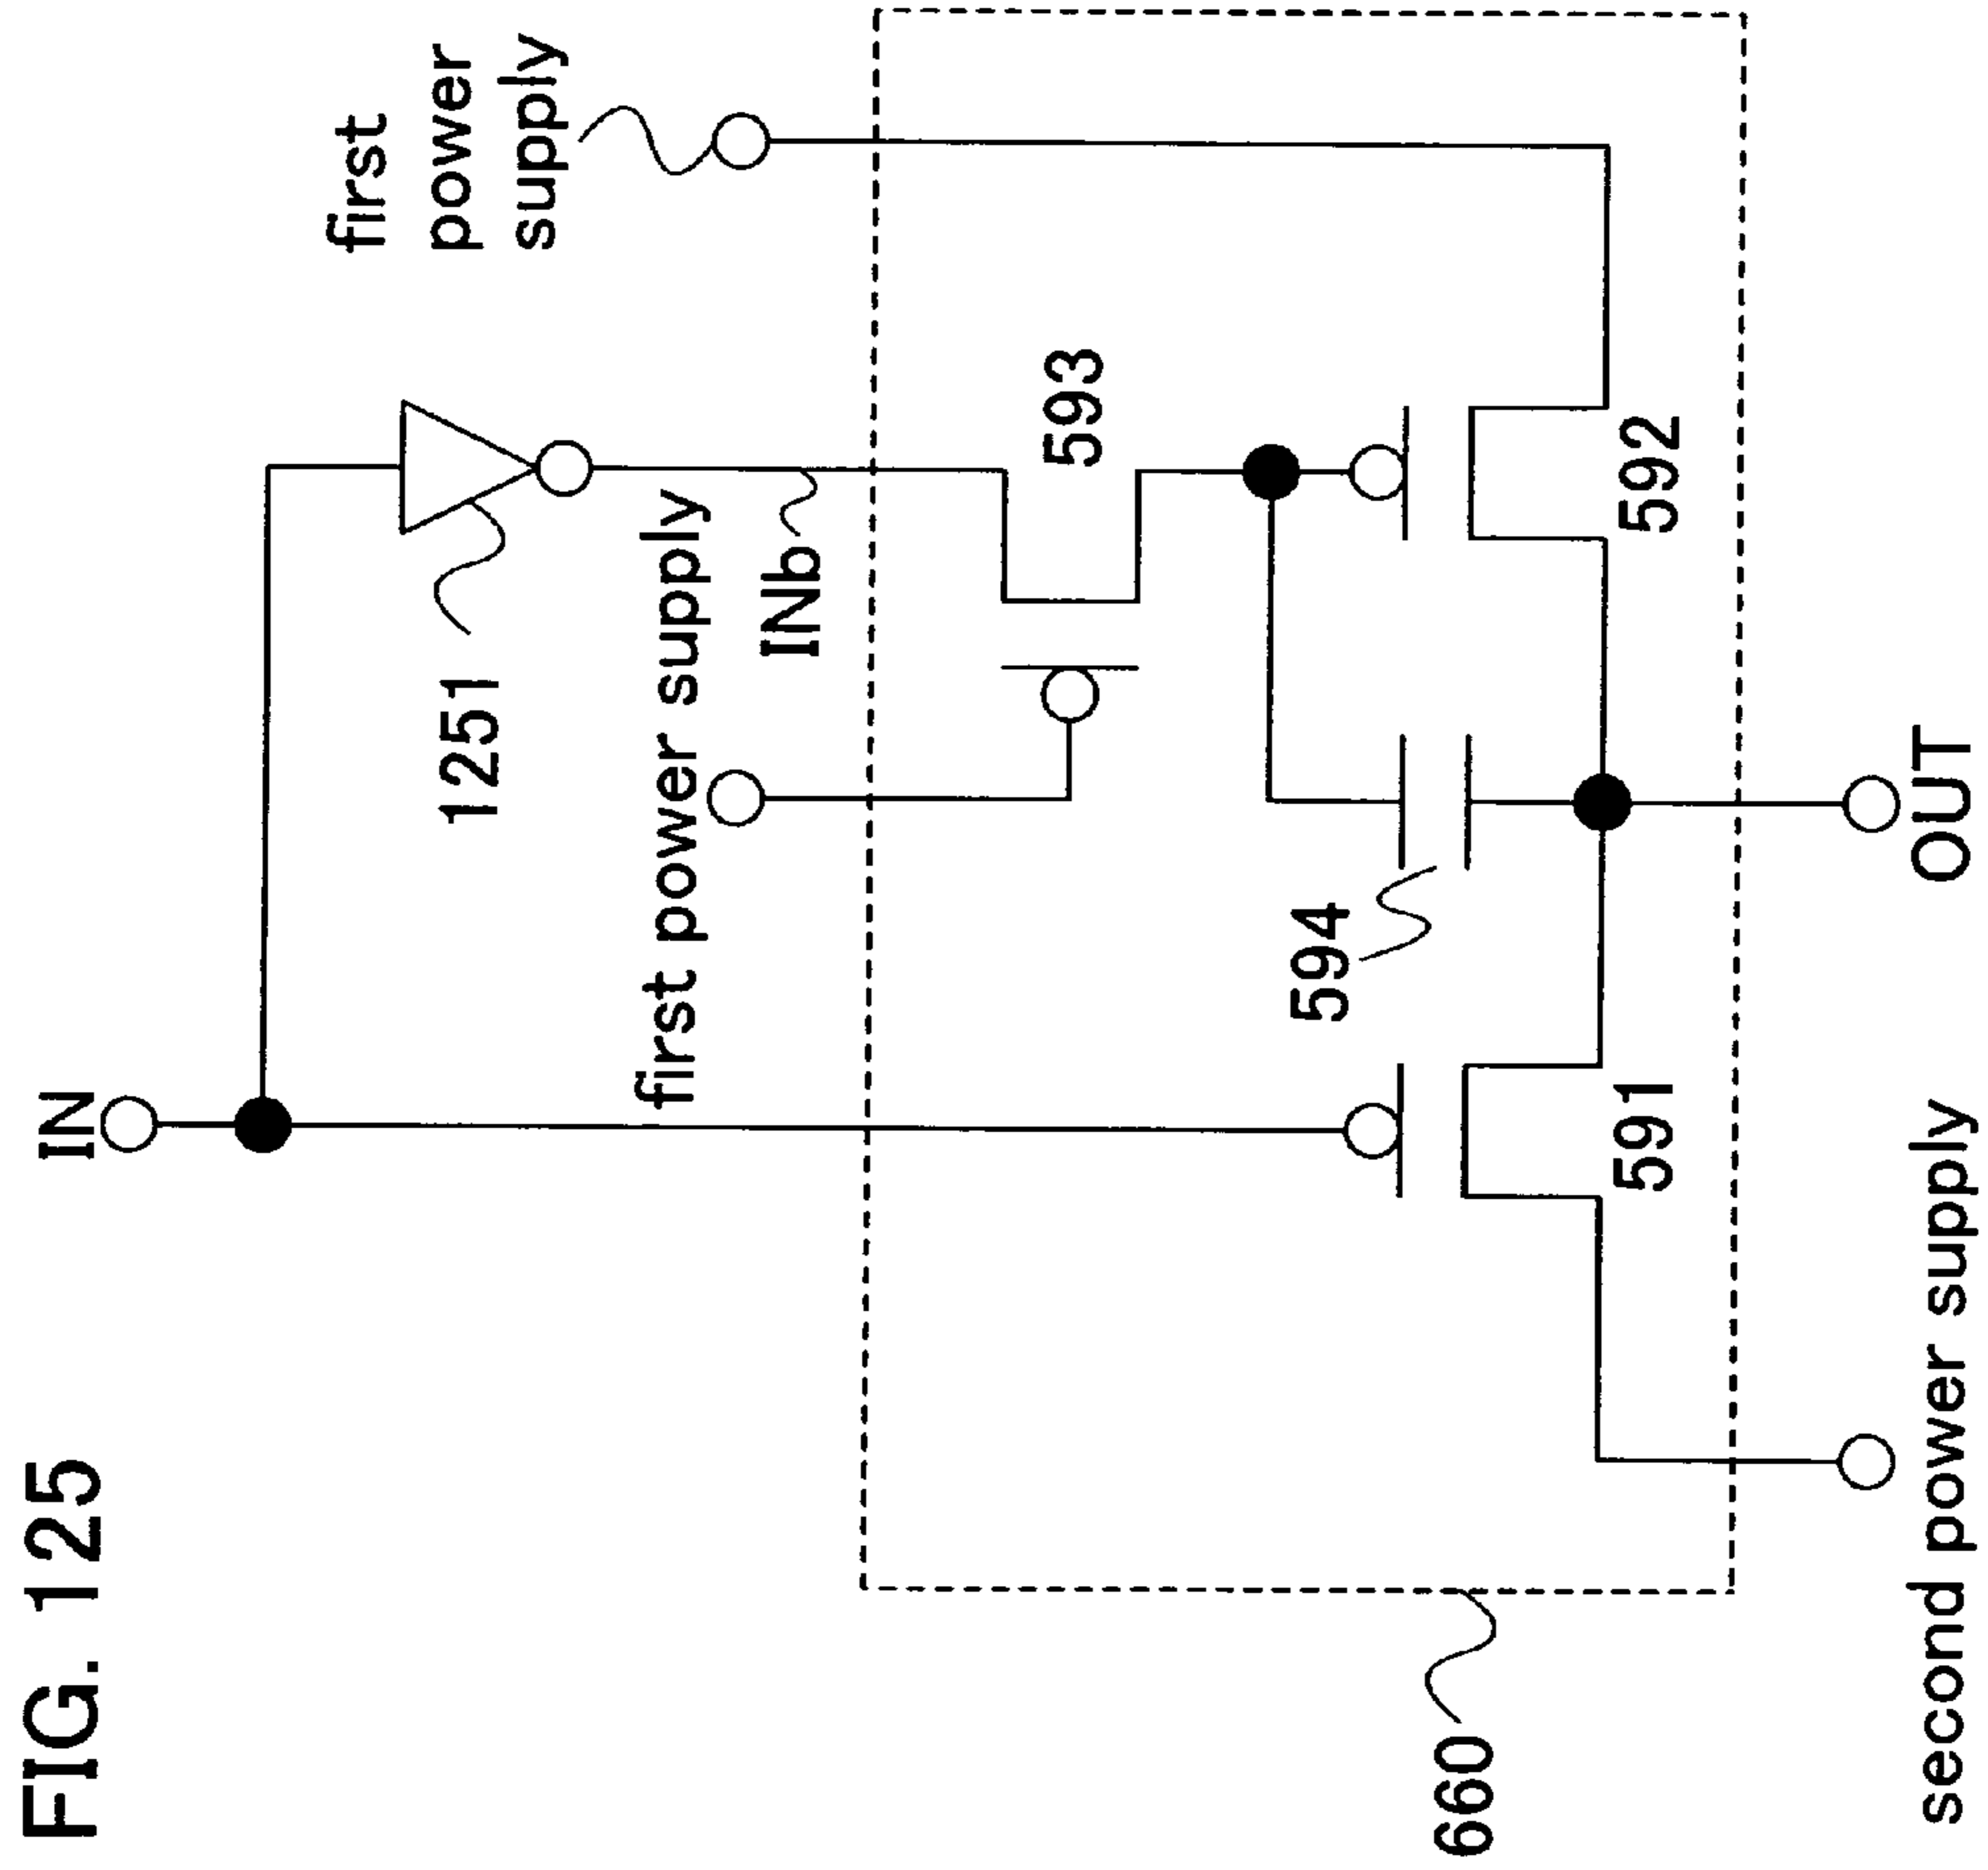 FIG. 125
IN
1251
first
power
supply
first power supply
INb
593
594
592
591
660
OUT
second power supply